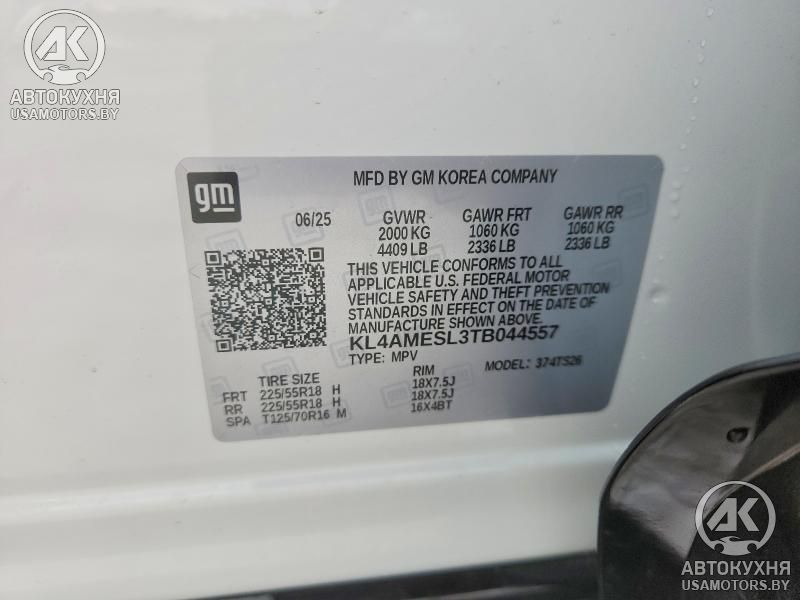 AK
АВТОКУХНЯ
USAMOTORS.BY
gm
MFD BY GM KOREA COMPANY
06/25 GVWR GAWR FRT GAWR RR
2000 KG 1060 KG 1060 KG
4409 LB 2336 LB 2336 LB
THIS VEHICLE CONFORMS TO ALL
APPLICABLE U.S. FEDERAL MOTOR
VEHICLE SAFETY AND THEFT PREVENTION
STANDARDS IN EFFECT ON THE DATE OF
MANUFACTURE SHOWN ABOVE.
KL4AMESL3TB044557
TYPE: MPV MODEL: 374TS26
TIRE SIZE RIM
FRT 225/55R18 H 18X7.5J
RR 225/55R18 H 18X7.5J
SPA T125/70R16 M 16X4BT
AK
АВТОКУХНЯ
USAMOTORS.BY